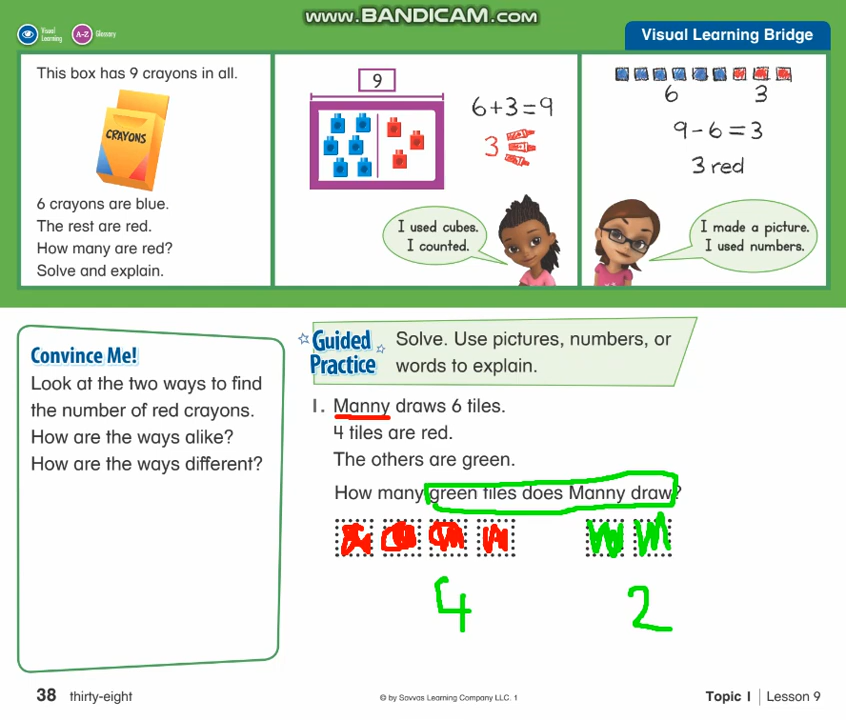 www.BANDICAM.com
Visual Learning
A-Z Glossary
Visual Learning Bridge
This box has 9 crayons in all.
CRAYONS
6 crayons are blue.
The rest are red.
How many are red?
Solve and explain.
9
6+3=9
3
I used cubes.
I counted.
6 3
9-6=3
3 red
I made a picture.
I used numbers.
Convince Me!
Look at the two ways to find
the number of red crayons.
How are the ways alike?
How are the ways different?
Guided Practice
Solve. Use pictures, numbers, or
words to explain.
1. Manny draws 6 tiles.
4 tiles are red.
The others are green.
How many green tiles does Manny draw?
4 2
38 thirty-eight
© by Savvas Learning Company LLC. 1
Topic 1 | Lesson 9